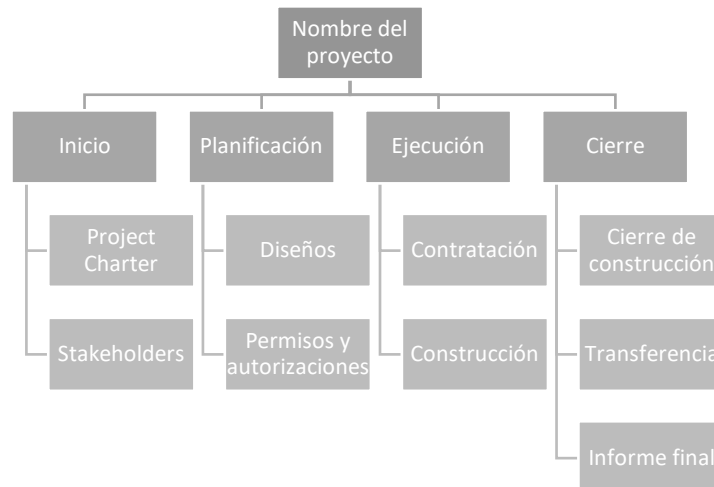 Nombre del
proyecto
Inicio
Planificación
Ejecución
Cierre
Project
Charter
Diseños
Contratación
Cierre de
construcción
Stakeholders
Permisos y
autorizaciones
Construcción
Transferencia
Informe final